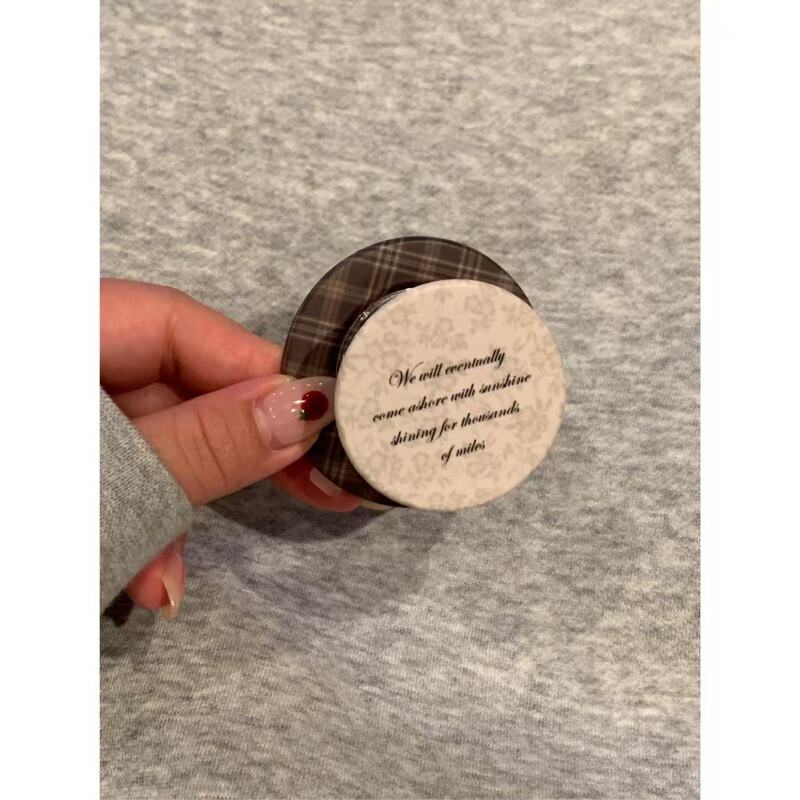 We will eventually
come ashore with sunshine
shining for thousands
of miles